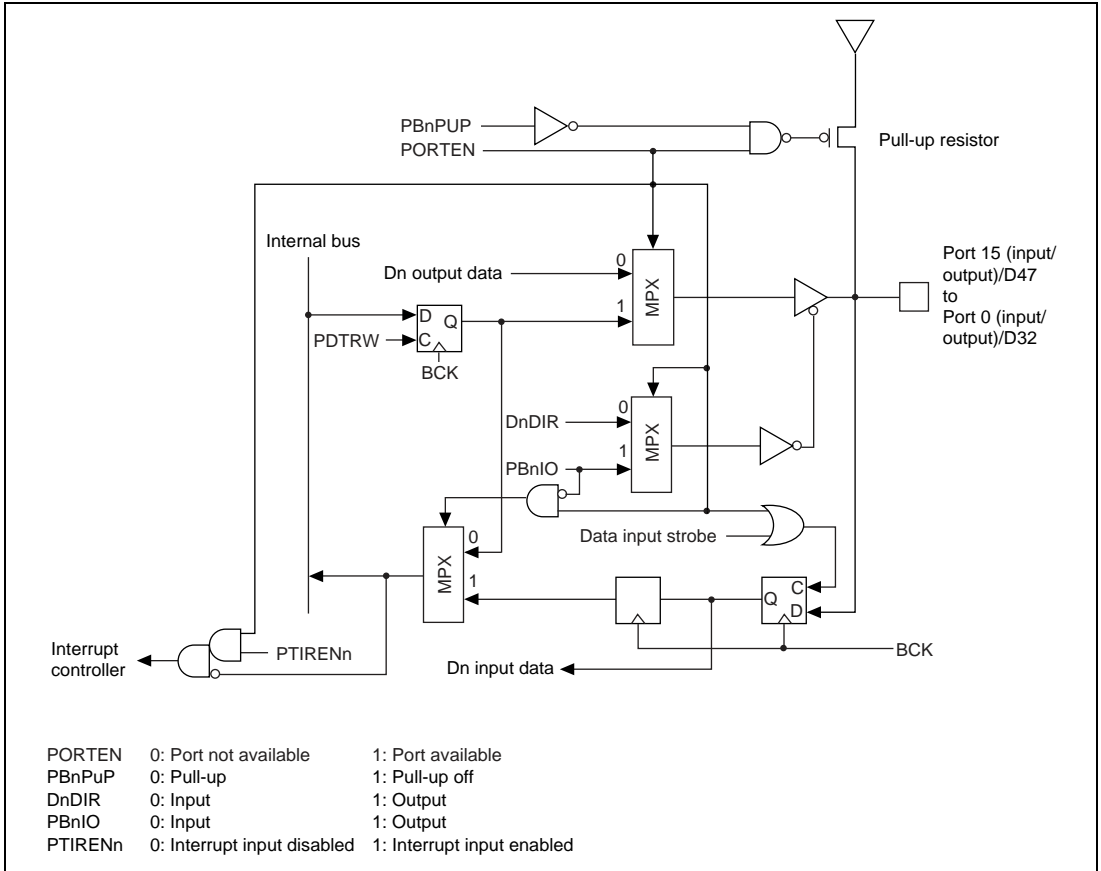 PBnPUP
PORTEN
Pull-up resistor
Internal bus
Dn output data
0
1
MPX
Port 15 (input/
output)/D47
to
Port 0 (input/
output)/D32
D
Q
C
PDTRW
BCK
DnDIR
0
1
MPX
PBnIO
Data input strobe
MPX
0
1
Q
C
D
BCK
Interrupt
controller
PTIRENn
Dn input data
PORTEN 0: Port not available 1: Port available
PBnPuP 0: Pull-up 1: Pull-up off
DnDIR 0: Input 1: Output
PBnIO 0: Input 1: Output
PTIRENn 0: Interrupt input disabled 1: Interrupt input enabled